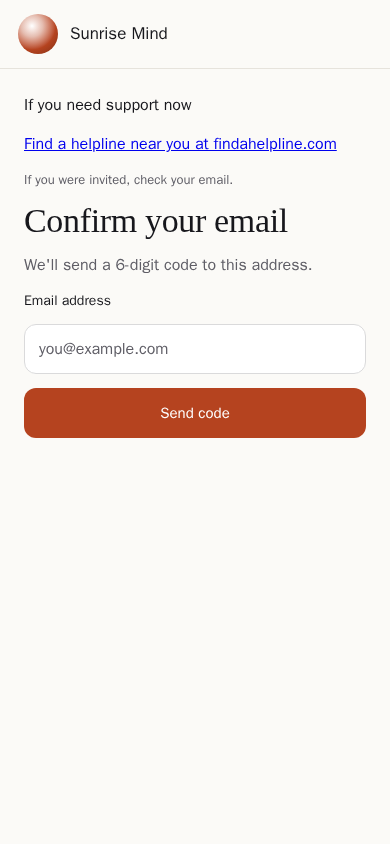 Sunrise Mind
If you need support now
Find a helpline near you at findahelpline.com
If you were invited, check your email.
Confirm your email
We'll send a 6-digit code to this address.
Email address
you@example.com
Send code